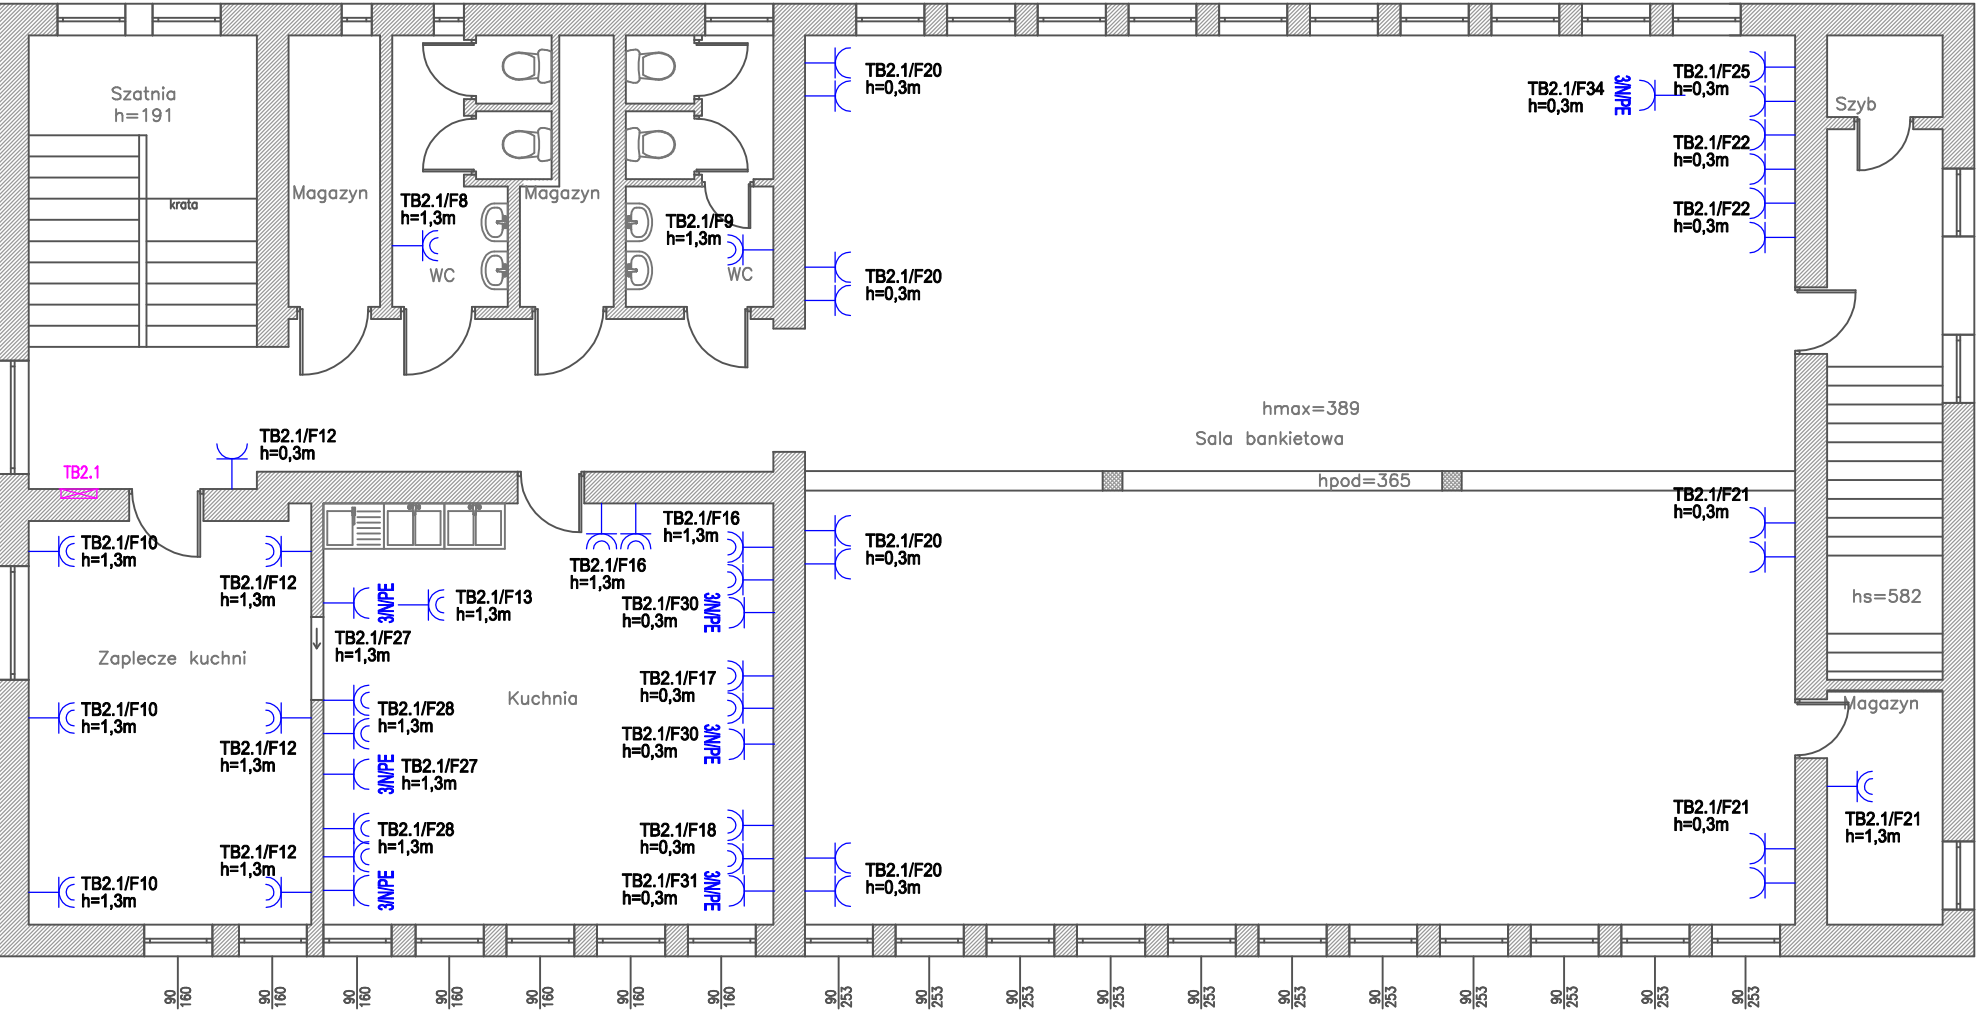 Szatnia
h=191
krata
Magazyn
TB2.1/F8
h=1,3m
WC
Magazyn
TB2.1/F9
h=1,3m
WC
TB2.1/F20
h=0,3m
TB2.1/F20
h=0,3m
TB2.1/F34
h=0,3m
3/N/PE
TB2.1/F25
h=0,3m
TB2.1/F22
h=0,3m
TB2.1/F22
h=0,3m
Szyb
hmax=389
Sala bankietowa
hpod=365
TB2.1
TB2.1/F12
h=0,3m
TB2.1/F10
h=1,3m
TB2.1/F12
h=1,3m
Zaplecze kuchni
TB2.1/F10
h=1,3m
TB2.1/F12
h=1,3m
TB2.1/F12
h=1,3m
TB2.1/F10
h=1,3m
3/N/PE
TB2.1/F13
h=1,3m
TB2.1/F27
h=1,3m
TB2.1/F28
h=1,3m
3/N/PE
TB2.1/F27
h=1,3m
TB2.1/F28
h=1,3m
3/N/PE
Kuchnia
TB2.1/F16
h=1,3m
TB2.1/F16
h=1,3m
TB2.1/F30
h=0,3m
3/N/PE
TB2.1/F17
h=0,3m
TB2.1/F30
h=0,3m
3/N/PE
TB2.1/F18
h=0,3m
TB2.1/F31
h=0,3m
3/N/PE
TB2.1/F20
h=0,3m
TB2.1/F20
h=0,3m
TB2.1/F21
h=0,3m
TB2.1/F21
h=0,3m
hs=582
Magazyn
TB2.1/F21
h=1,3m
90
160
90
160
90
160
90
160
90
160
90
160
90
160
90
253
90
253
90
253
90
253
90
253
90
253
90
253
90
253
90
253
90
253
90
253